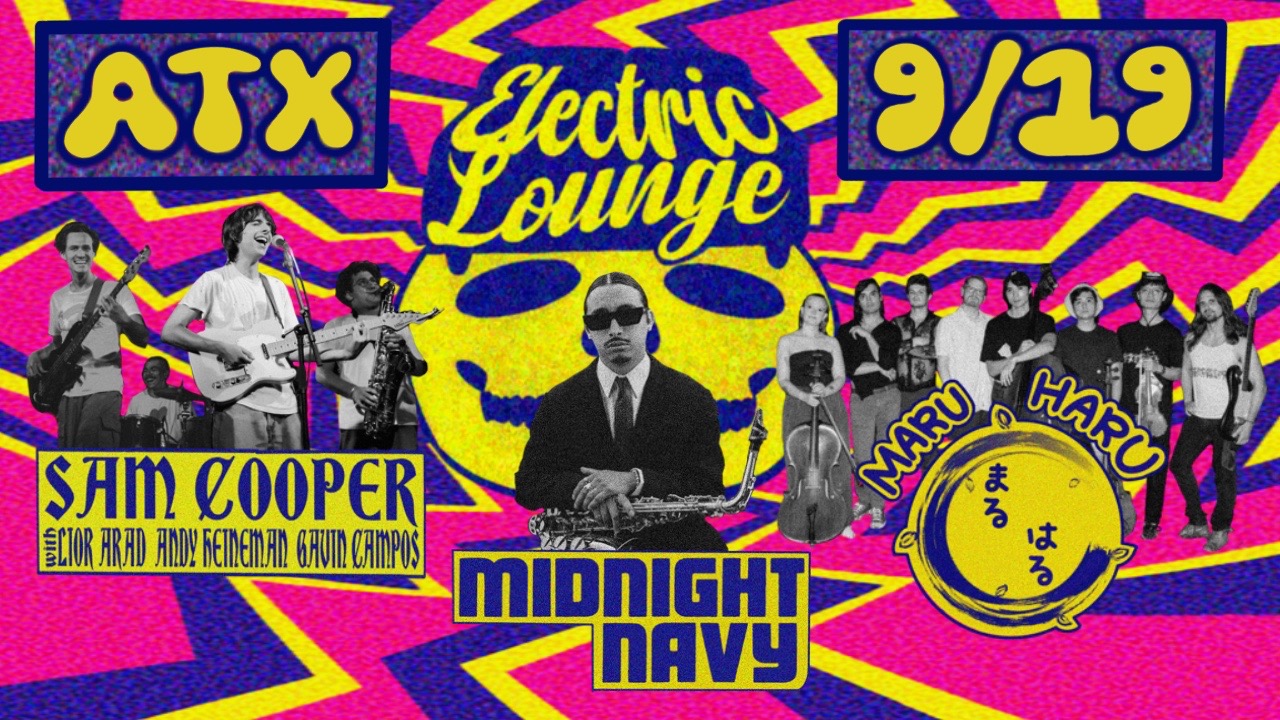 ATX
Electric
Lounge
9/19
SAM COOPER
with LIOR ARAD ANDY HEINEMAN GAVIN CAMPOS
MIDNIGHT
NAVY
MARU HARU
まる
はる